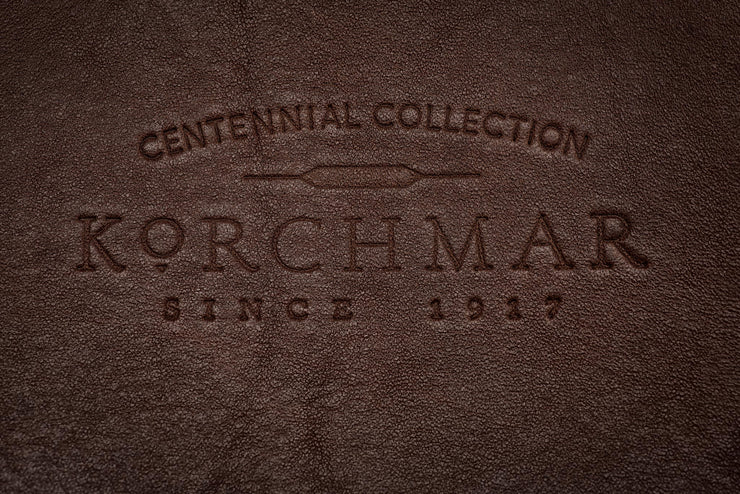 CENTENNIAL COLLECTION
KORCHMAR
SINCE 1917